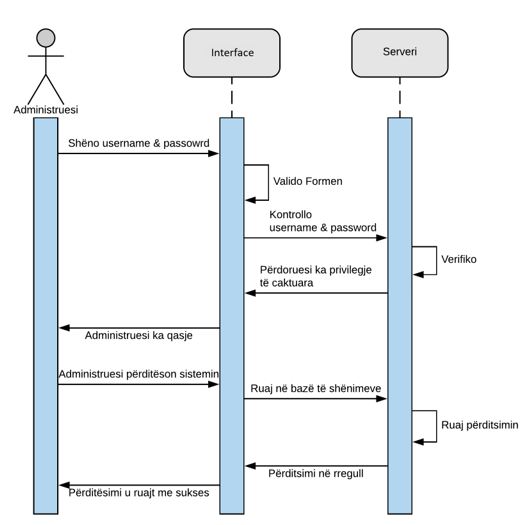 Interface
Serveri
Administruesi
Shëno username & passowrd
Valido Formen
Kontrollo
username & password
Verifiko
Përdoruesi ka privilegje
të caktuara
Administruesi ka qasje
Administruesi përditëson sistemin
Ruaj në bazë të shënimeve
Ruaj përditsimin
Përditsimi në rregull
Përditësimi u ruajt me sukses